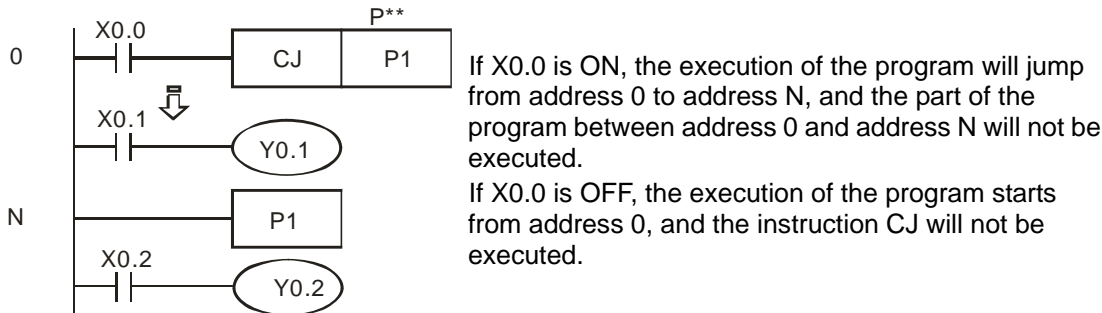 P**
X0.0
0
CJ
P1
If X0.0 is ON, the execution of the program will jump
from address 0 to address N, and the part of the
program between address 0 and address N will not be
executed.
X0.1
Y0.1
If X0.0 is OFF, the execution of the program starts
from address 0, and the instruction CJ will not be
executed.
N
P1
X0.2
Y0.2